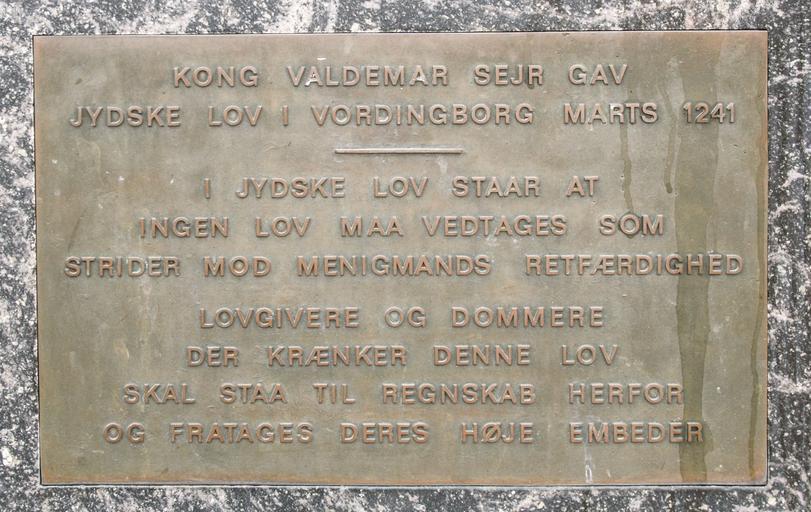 KONG VALDEMAR SEJR GAV
JYDSKE LOV I VORDINGBORG MARTS 1241
I JYDSKE LOV STAAR AT
INGEN LOV MAA VEDTAGES SOM
STRIDER MOD MENIGMANDS RETFÆRDIGHED
LOVGIVERE OG DOMMERE
DER KRÆNKER DENNE LOV
SKAL STAA TIL REGNSKAB HERFOR
OG FRATAGES DERES HØJE EMBEDER